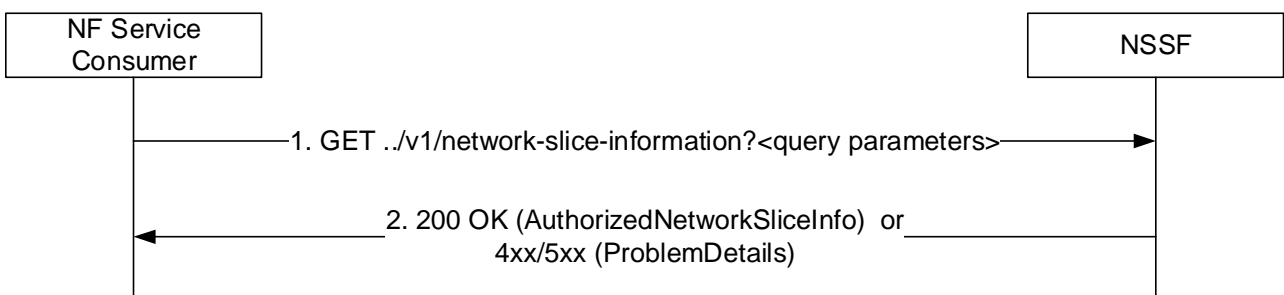 NF Service
Consumer
NSSF
1. GET ../v1/network-slice-information?<query parameters>
2. 200 OK (AuthorizedNetworkSliceInfo)  or
4xx/5xx (ProblemDetails)